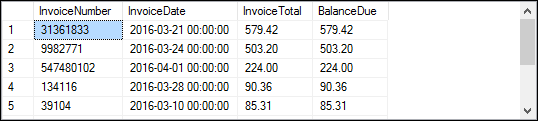 InvoiceNumber InvoiceDate InvoiceTotal BalanceDue
1 31361833 2016-03-21 00:00:00 579.42 579.42
2 9982771 2016-03-24 00:00:00 503.20 503.20
3 547480102 2016-04-01 00:00:00 224.00 224.00
4 134116 2016-03-28 00:00:00 90.36 90.36
5 39104 2016-03-10 00:00:00 85.31 85.31